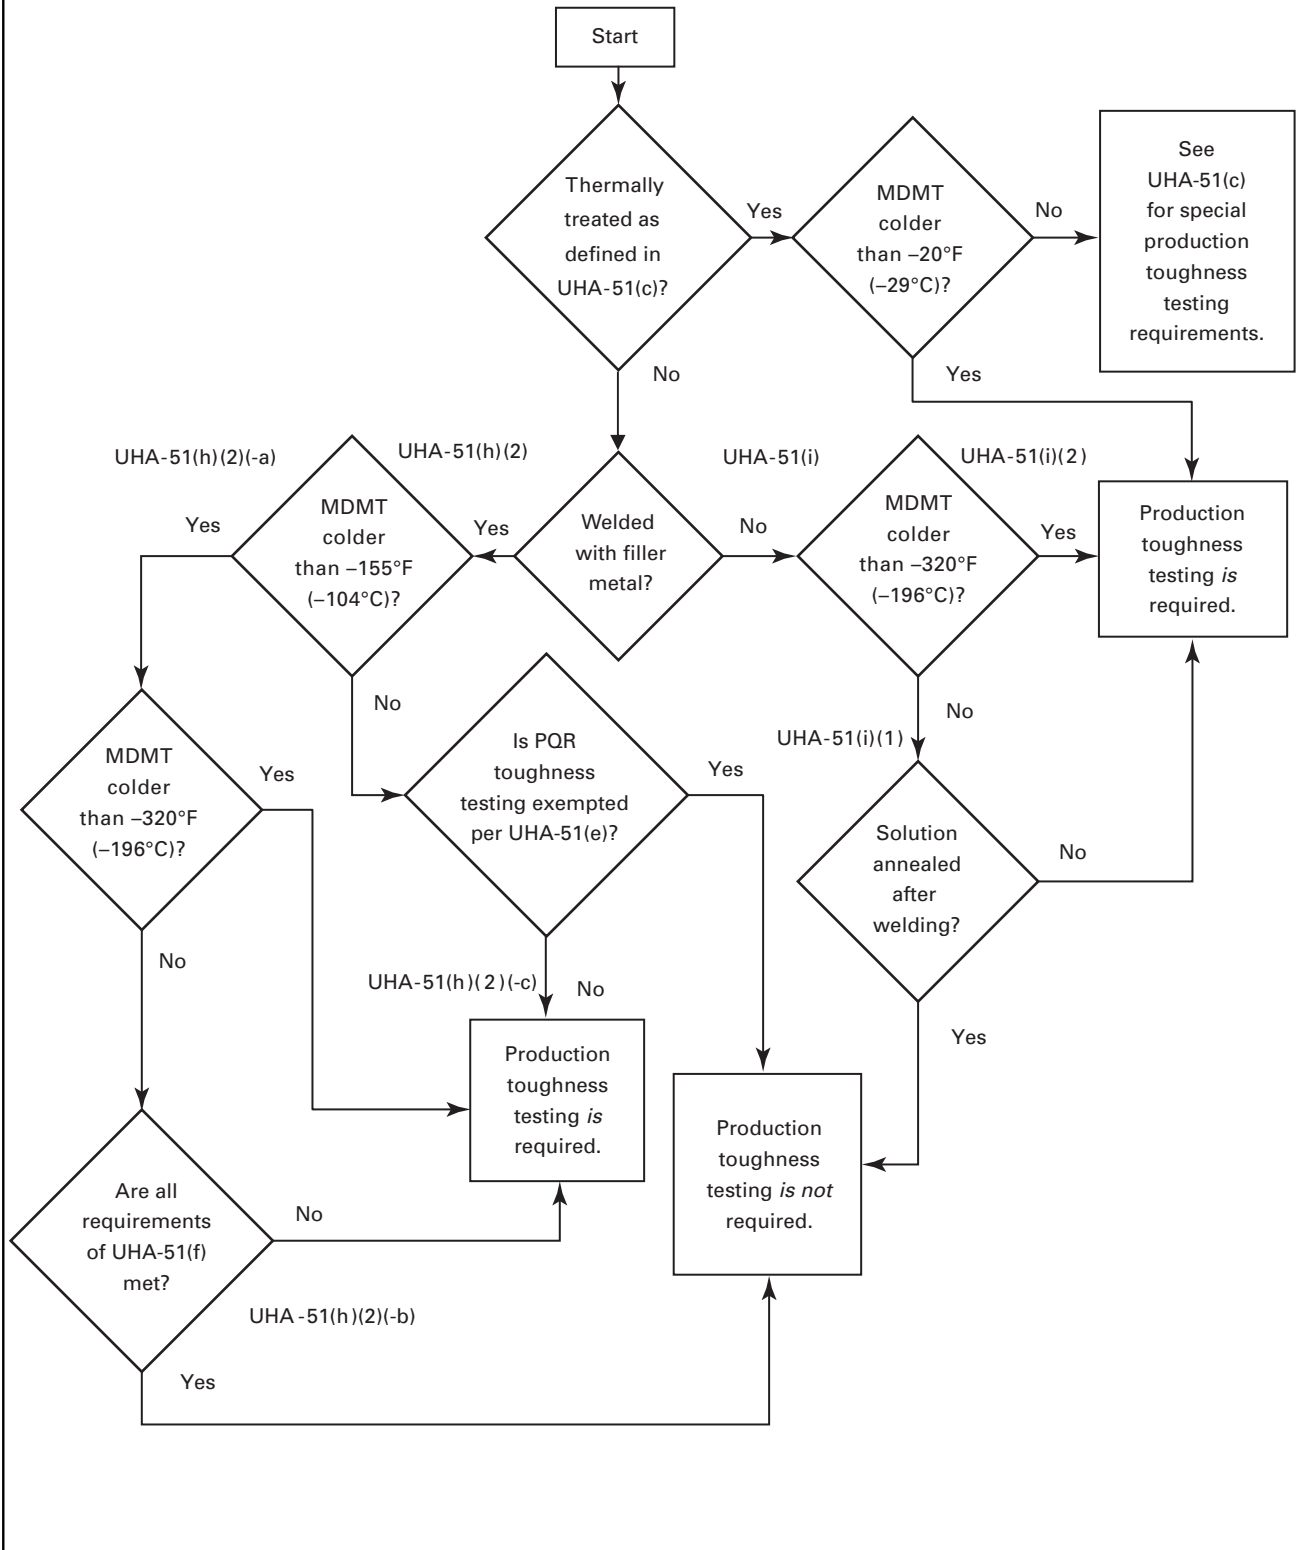 Start
Thermally
treated as
defined in
UHA-51(c)?
Yes
MDMT
colder
than –20°F
(–29°C)?
No
See
UHA-51(c)
for special
production
toughness
testing
requirements.
No
Yes
UHA-51(h)(2)(-a)
UHA-51(h)(2)
UHA-51(i)
UHA-51(i)(2)
Yes
MDMT
colder
than –155°F
(–104°C)?
Yes
Welded
with filler
metal?
No
MDMT
colder
than –320°F
(–196°C)?
Yes
Production
toughness
testing is
required.
No
No
UHA-51(i)(1)
MDMT
colder
than –320°F
(–196°C)?
Yes
Is PQR
toughness
testing exempted
per UHA-51(e)?
Yes
Solution
annealed
after
welding?
No
No
UHA-51(h)(2)(-c)
No
Yes
Production
toughness
testing is
required.
Production
toughness
testing is not
required.
Are all
requirements
of UHA-51(f)
met?
No
UHA-51(h)(2)(-b)
Yes